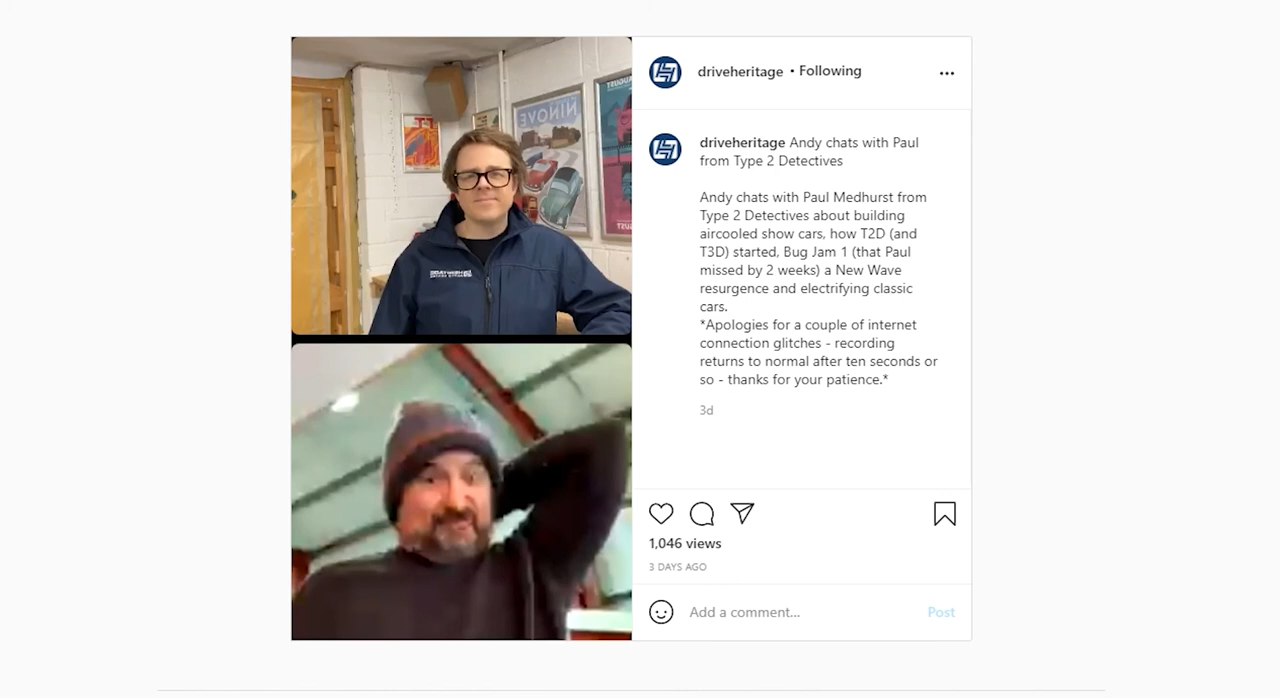 driveheritage • Following
driveheritage Andy chats with Paul
from Type 2 Detectives
Andy chats with Paul Medhurst from
Type 2 Detectives about building
aircooled show cars, how T2D (and
T3D) started, Bug Jam 1 (that Paul
missed by 2 weeks) a New Wave
resurgence and electrifying classic
cars.
*Apologies for a couple of internet
connection glitches - recording
returns to normal after ten seconds or
so - thanks for your patience.*
3d
1,046 views
3 DAYS AGO
Add a comment...
Post
NINOVE
AUGUST